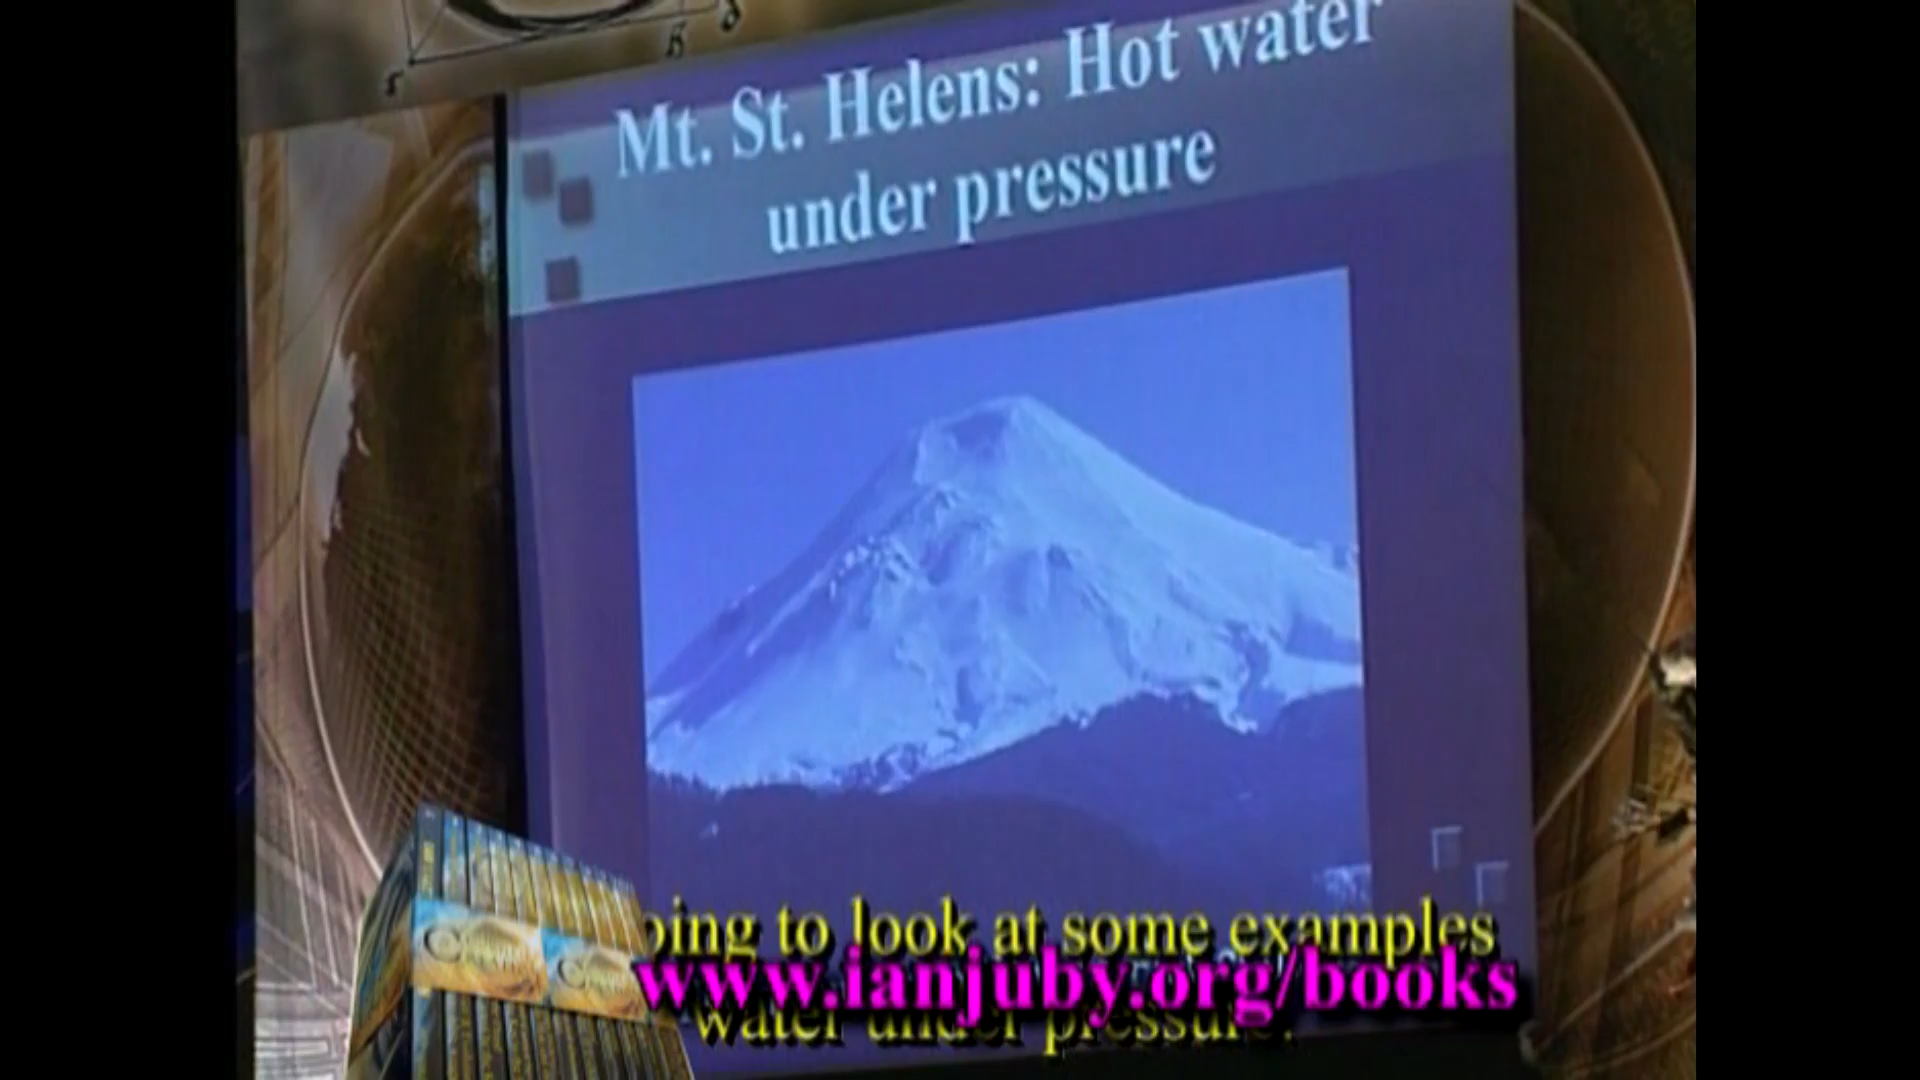 Mt. St. Helens: Hot water
under pressure
oing to look at some examples
www.ianjuby.org/books
water under pressure.